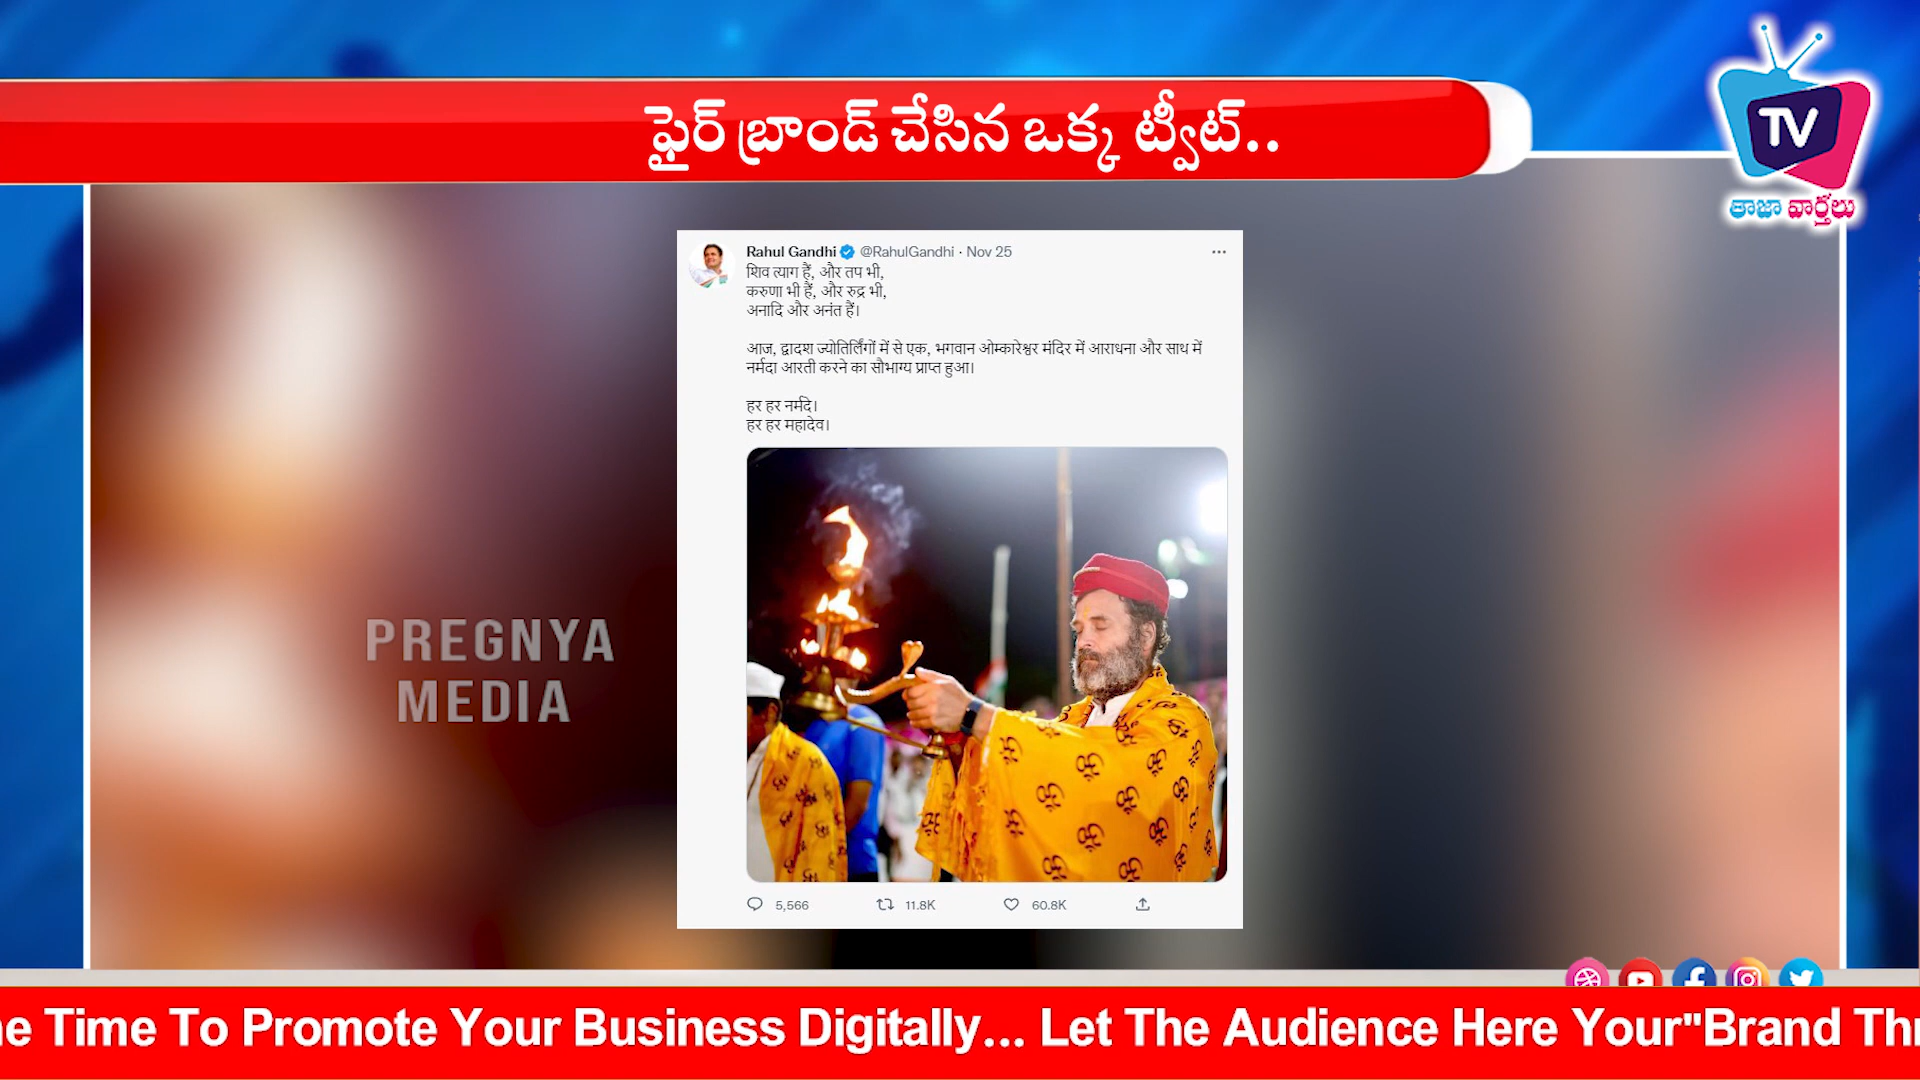 ఫైర్ బ్రాండ్ చేసిన ఒక్క ట్వీట్..
TV
తాజా వార్తలు
Rahul Gandhi @RahulGandhi · Nov 25
शिव त्याग हैं, और तप भी,
करुणा भी हैं, और रुद्र भी,
अनादि और अनंत हैं।
आज, द्वादश ज्योतिर्लिंगों में से एक, भगवान ओम्कारेश्वर मंदिर में आराधना और साथ में
नर्मदा आरती करने का सौभाग्य प्राप्त हुआ।
हर हर नर्मदे।
हर हर महादेव।
PREGNYA
MEDIA
5,566 11.8K 60.8K
e Time To Promote Your Business Digitally... Let The Audience Here Your"Brand Th